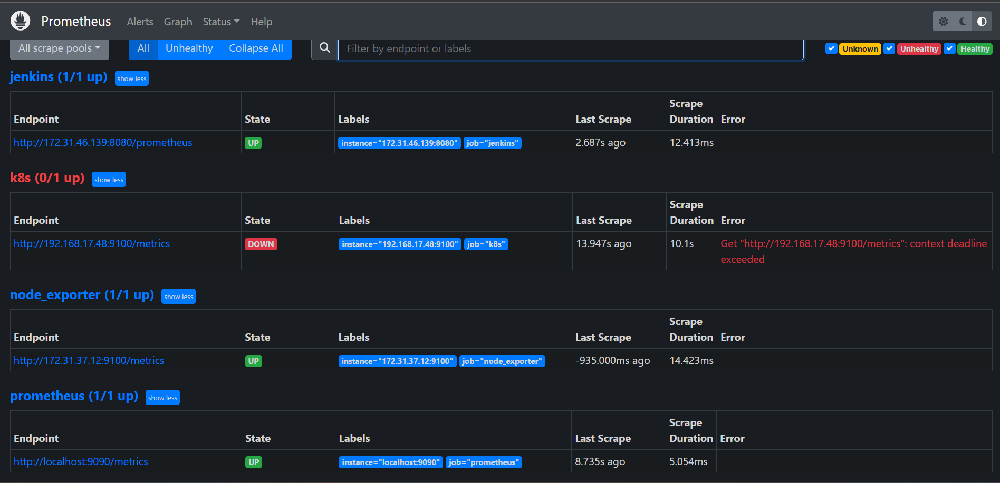 Prometheus Alerts Graph Status Help
All scrape pools All Unhealthy Collapse All Filter by endpoint or labels Unknown Unhealthy Healthy
jenkins (1/1 up) show less
Endpoint State Labels Last Scrape Scrape Duration Error
http://172.31.46.139:8080/prometheus UP instance="172.31.46.139:8080" job="jenkins" 2.687s ago 12.413ms
k8s (0/1 up) show less
Endpoint State Labels Last Scrape Scrape Duration Error
http://192.168.17.48:9100/metrics DOWN instance="192.168.17.48:9100" job="k8s" 13.947s ago 10.1s Get "http://192.168.17.48:9100/metrics": context deadline
exceeded
node_exporter (1/1 up) show less
Endpoint State Labels Last Scrape Scrape Duration Error
http://172.31.37.12:9100/metrics UP instance="172.31.37.12:9100" job="node_exporter" -935.000ms ago 14.423ms
prometheus (1/1 up) show less
Endpoint State Labels Last Scrape Scrape Duration Error
http://localhost:9090/metrics UP instance="localhost:9090" job="prometheus" 8.735s ago 5.054ms